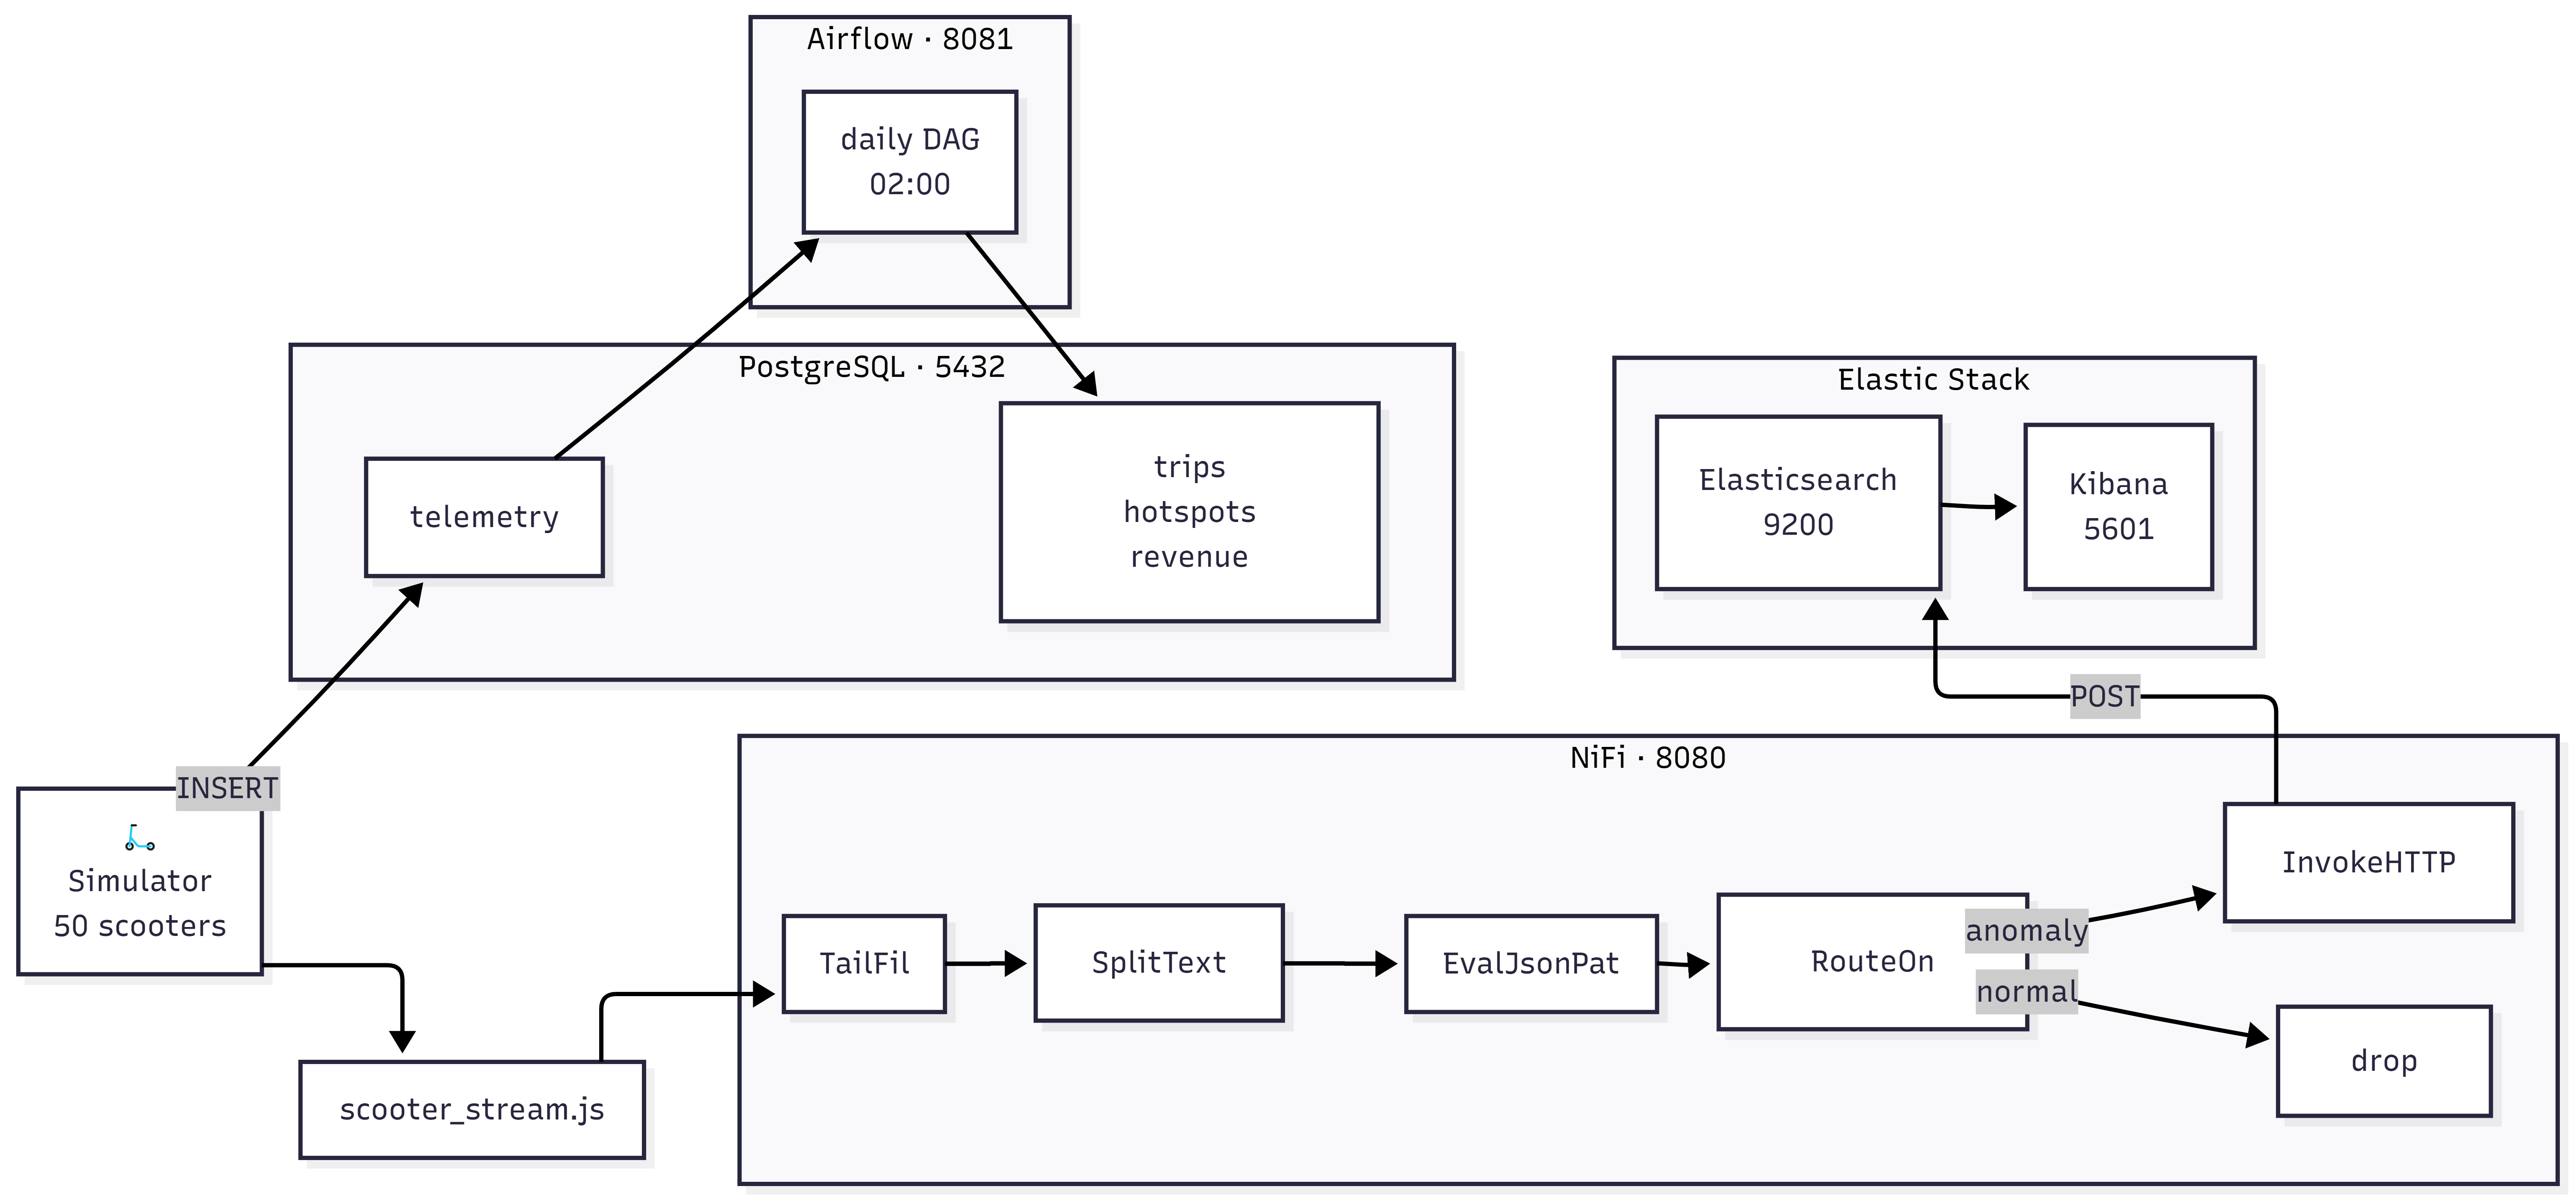 Airflow · 8081
daily DAG
02:00
PostgreSQL · 5432
telemetry
trips
hotspots
revenue
Elastic Stack
Elasticsearch
9200
Kibana
5601
POST
INSERT
Simulator
50 scooters
scooter_stream.js
NiFi · 8080
TailFil
SplitText
EvalJsonPat
RouteOn
anomaly
normal
InvokeHTTP
drop